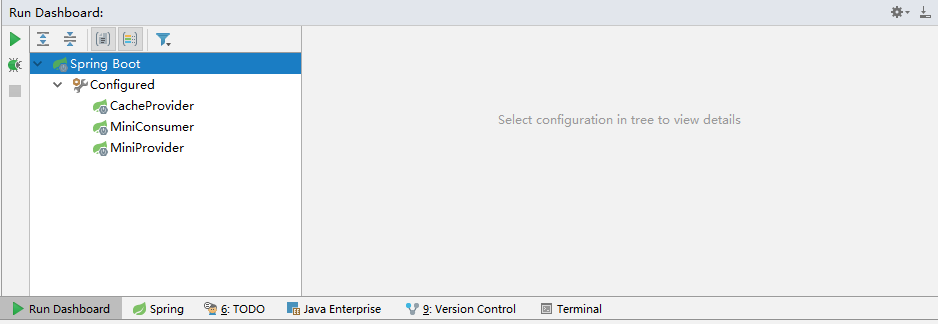 Run Dashboard:
Spring Boot
Configured
CacheProvider
MiniConsumer
MiniProvider
Select configuration in tree to view details
Run Dashboard
Spring
6: TODO
Java Enterprise
9: Version Control
Terminal